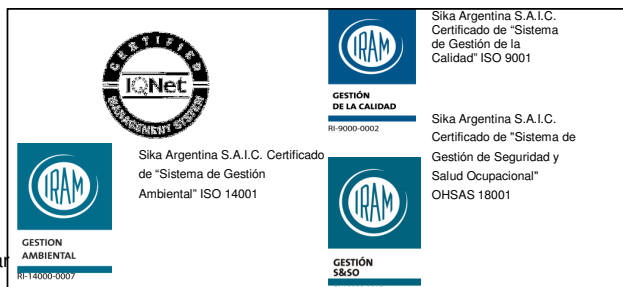 CERTIFIED
IQNet
MANAGEMENT SYSTEM
IRAM
GESTIÓN
DE LA CALIDAD
RI-9000-0002
Sika Argentina S.A.I.C.
Certificado de “Sistema
de Gestión de la
Calidad” ISO 9001
IRAM
GESTION
AMBIENTAL
RI-14000-0007
Sika Argentina S.A.I.C. Certificado
de “Sistema de Gestión
Ambiental” ISO 14001
IRAM
GESTIÓN
S&SO
Sika Argentina S.A.I.C.
Certificado de "Sistema de
Gestión de Seguridad y
Salud Ocupacional"
OHSAS 18001
ar